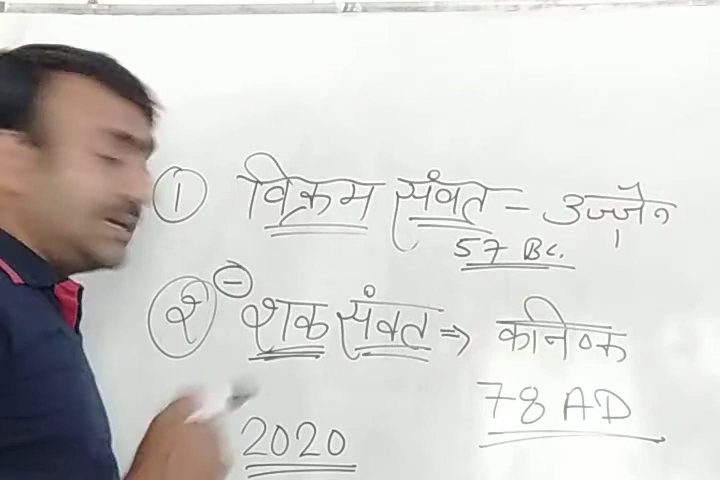 ① विक्रम संवत् - उज्जैन
57 BC.
② - शक संवत ⇒ कनिष्क
78 AD
2020